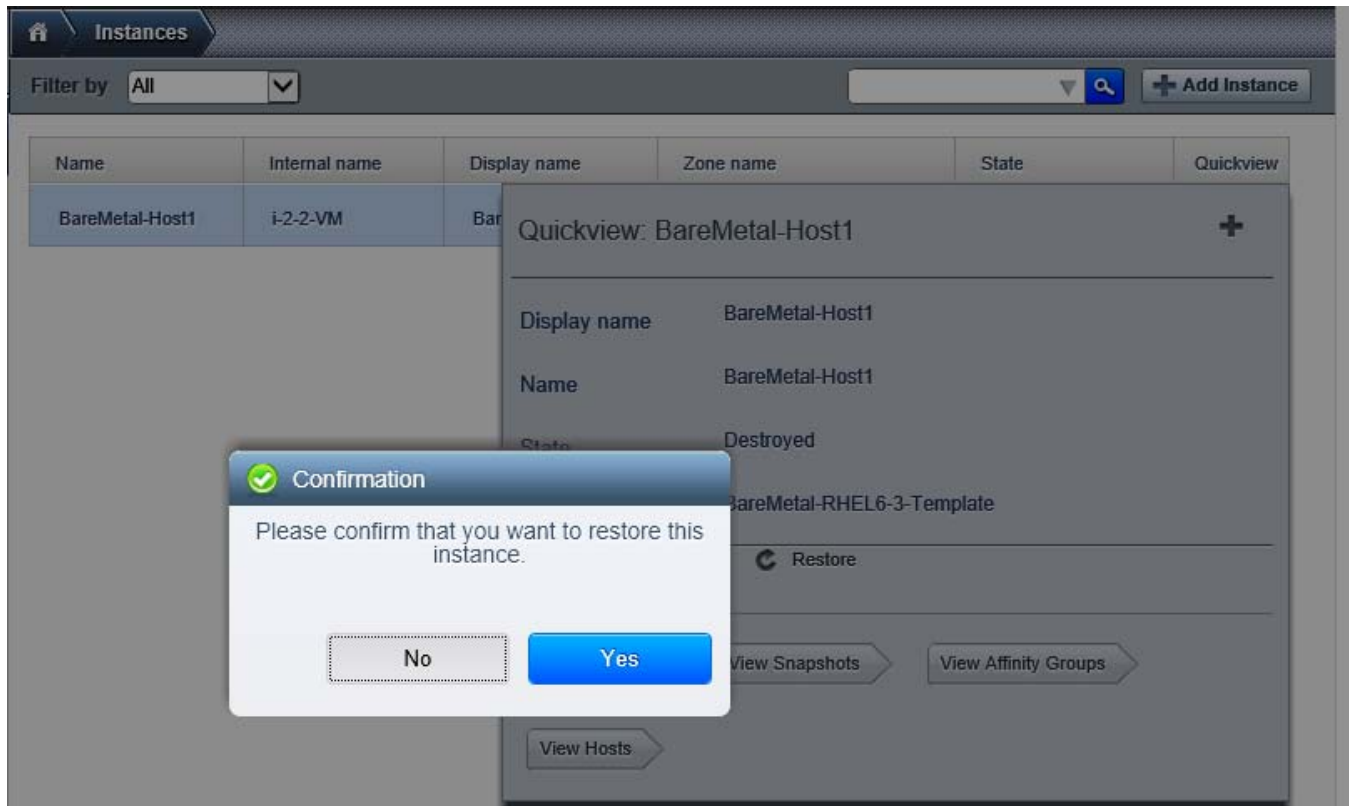 Instances
Filter by All
Add Instance
Name Internal name Display name Zone name State Quickview
BareMetal-Host1 i-2-2-VM Bar
Quickview: BareMetal-Host1
Display name BareMetal-Host1
Name BareMetal-Host1
State Destroyed
BareMetal-RHEL6-3-Template
Restore
Confirmation
Please confirm that you want to restore this
instance.
No Yes
View Snapshots View Affinity Groups
View Hosts